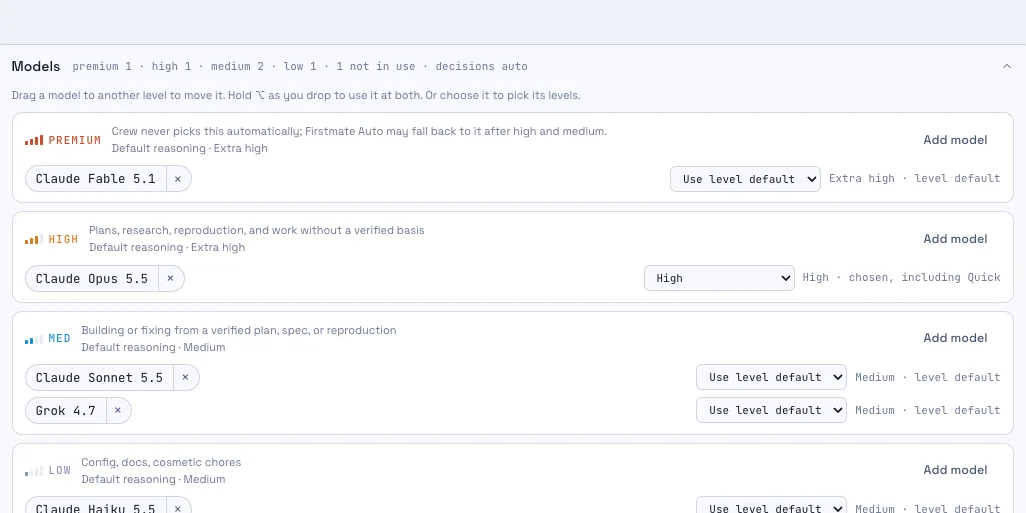 Models premium 1 · high 1 · medium 2 · low 1 · 1 not in use · decisions auto
Drag a model to another level to move it. Hold ⌥ as you drop to use it at both. Or choose it to pick its levels.
PREMIUM Crew never picks this automatically; Firstmate Auto may fall back to it after high and medium.
Default reasoning · Extra high
Add model
Claude Fable 5.1 × Use level default Extra high · level default
HIGH Plans, research, reproduction, and work without a verified basis
Default reasoning · Extra high
Add model
Claude Opus 5.5 × High High · chosen, including Quick
MED Building or fixing from a verified plan, spec, or reproduction
Default reasoning · Medium
Add model
Claude Sonnet 5.5 × Use level default Medium · level default
Grok 4.7 × Use level default Medium · level default
LOW Config, docs, cosmetic chores
Default reasoning · Medium
Add model
Claude Haiku 5.5 × Use level default Medium · level default